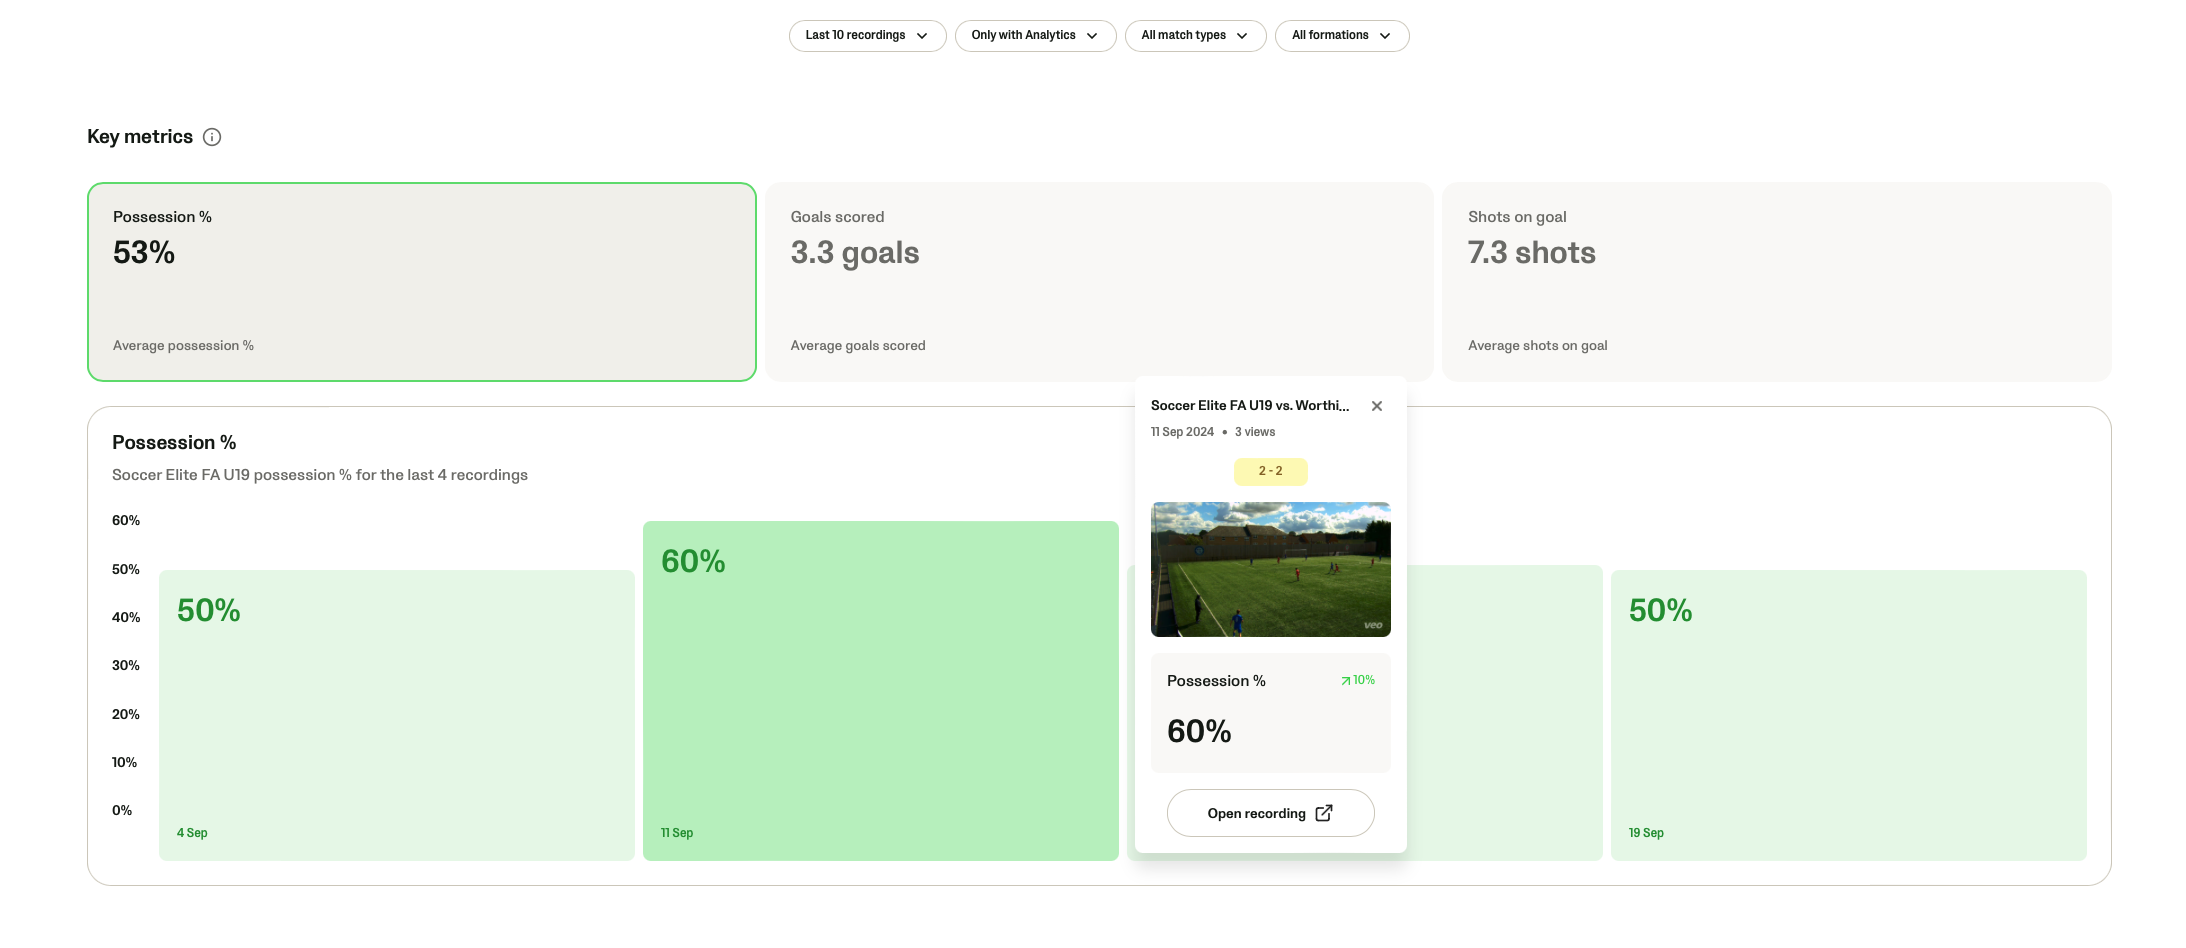 Last 10 recordings
Only with Analytics
All match types
All formations
Key metrics
Possession %
53%
Average possession %
Goals scored
3.3 goals
Average goals scored
Shots on goal
7.3 shots
Average shots on goal
Possession %
Soccer Elite FA U19 possession % for the last 4 recordings
60%
50%
40%
30%
20%
10%
0%
50%
4 Sep
60%
11 Sep
Soccer Elite FA U19 vs. Worthi...
11 Sep 2024 • 3 views
2 - 2
veo
Possession %
10%
60%
Open recording
50%
19 Sep